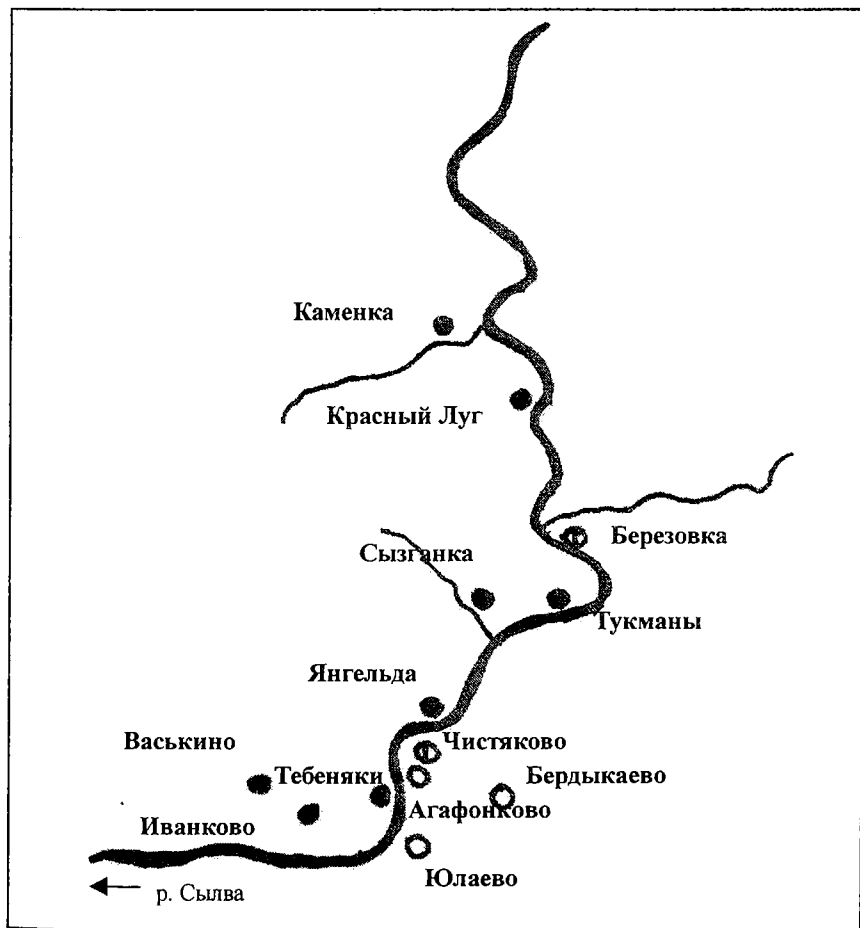 Каменка
Красный Луг
Березовка
Сызганка
Тукманы
Янгельда
Васькино
Чистяково
Тебеняки
Бердыкаево
Агафонково
Иванково
Юлаево
р. Сылва